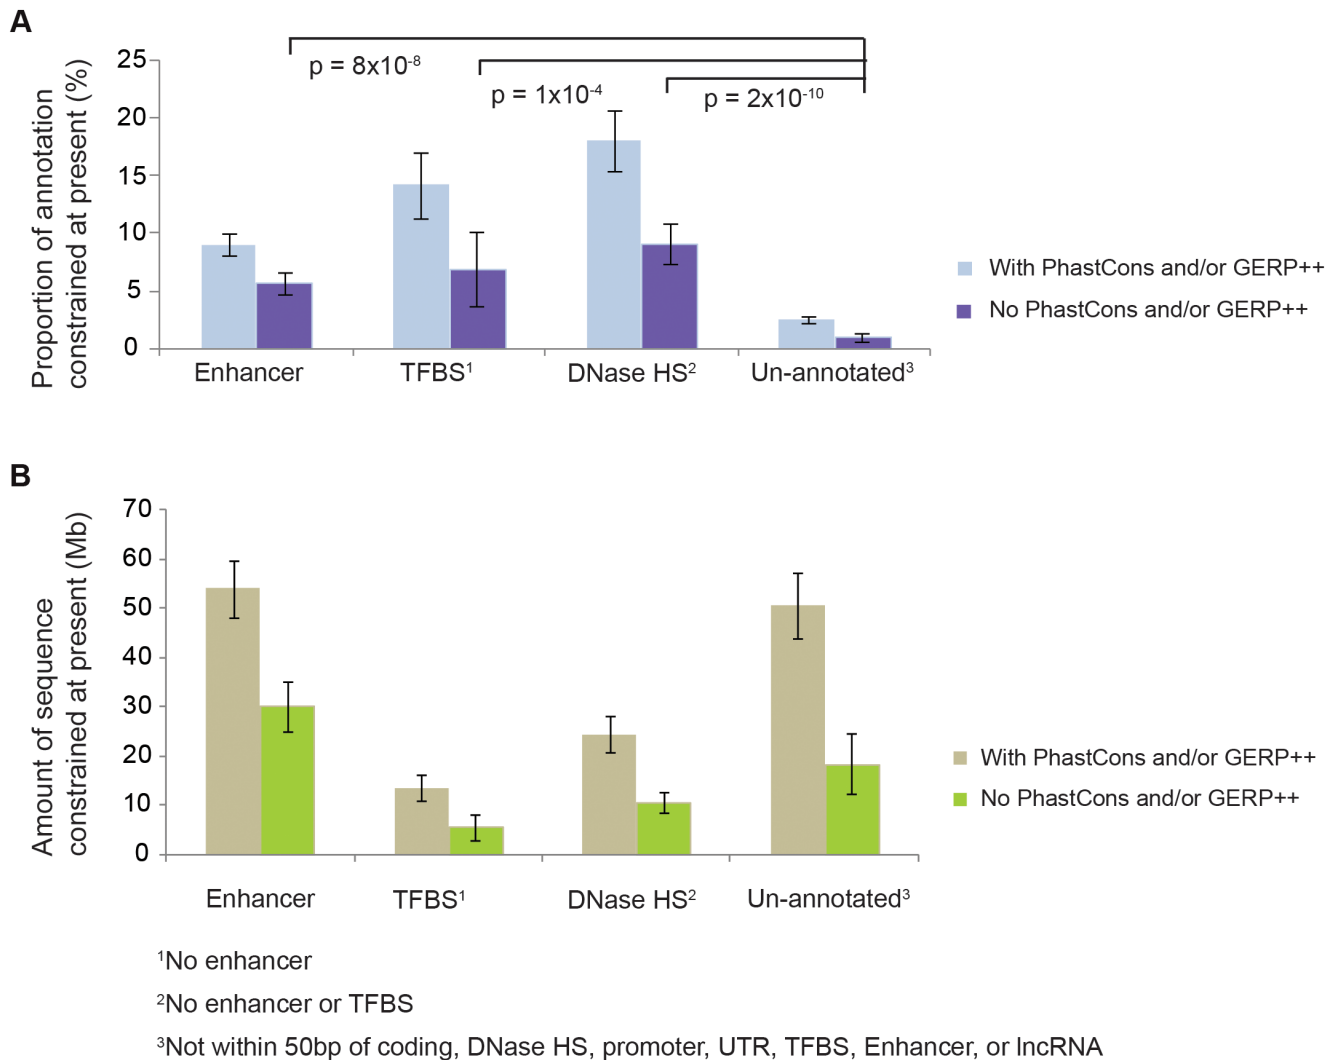 A
Proportion of annotation
constrained at present (%)
25
20
15
10
5
0
p = 8x10⁻⁸
p = 1x10⁻⁴
p = 2x10⁻¹⁰
Enhancer
TFBS¹
DNase HS²
Un-annotated³
With PhastCons and/or GERP++
No PhastCons and/or GERP++
B
Amount of sequence
constrained at present (Mb)
70
60
50
40
30
20
10
0
Enhancer
TFBS¹
DNase HS²
Un-annotated³
With PhastCons and/or GERP++
No PhastCons and/or GERP++
¹No enhancer
²No enhancer or TFBS
³Not within 50bp of coding, DNase HS, promoter, UTR, TFBS, Enhancer, or lncRNA